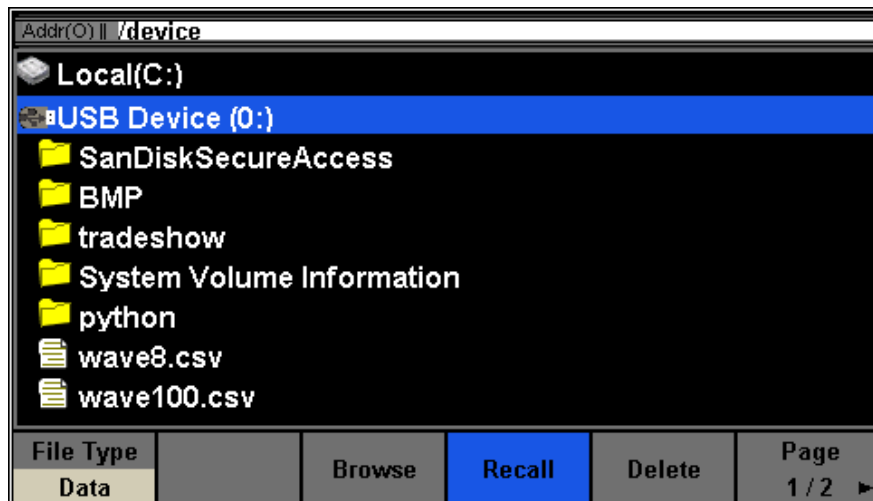 Addr(O) || /device
Local(C:)
USB Device (0:)
SanDiskSecureAccess
BMP
tradeshow
System Volume Information
python
wave8.csv
wave100.csv
File Type
Data
Browse
Recall
Delete
Page
1 / 2 ►